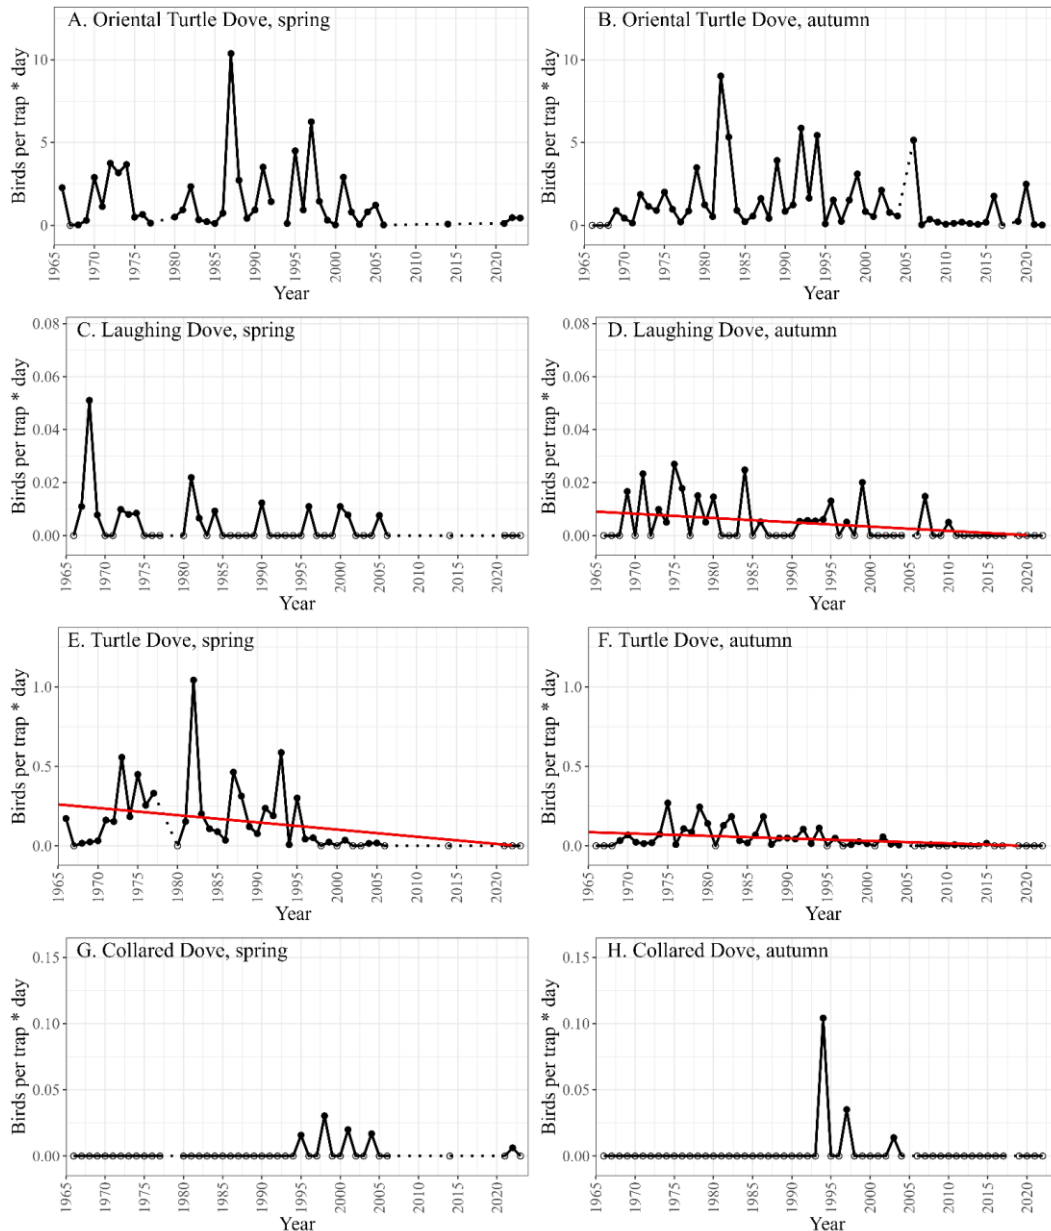 A. Oriental Turtle Dove, spring
Birds per trap * day
10
5
0
1965 1970 1975 1980 1985 1990 1995 2000 2005 2010 2015 2020
Year
B. Oriental Turtle Dove, autumn
Birds per trap * day
10
5
0
1965 1970 1975 1980 1985 1990 1995 2000 2005 2010 2015 2020
Year
C. Laughing Dove, spring
Birds per trap * day
0.08
0.06
0.04
0.02
0.00
1965 1970 1975 1980 1985 1990 1995 2000 2005 2010 2015 2020
Year
D. Laughing Dove, autumn
Birds per trap * day
0.08
0.06
0.04
0.02
0.00
1965 1970 1975 1980 1985 1990 1995 2000 2005 2010 2015 2020
Year
E. Turtle Dove, spring
Birds per trap * day
1.0
0.5
0.0
1965 1970 1975 1980 1985 1990 1995 2000 2005 2010 2015 2020
Year
F. Turtle Dove, autumn
Birds per trap * day
1.0
0.5
0.0
1965 1970 1975 1980 1985 1990 1995 2000 2005 2010 2015 2020
Year
G. Collared Dove, spring
Birds per trap * day
0.15
0.10
0.05
0.00
1965 1970 1975 1980 1985 1990 1995 2000 2005 2010 2015 2020
Year
H. Collared Dove, autumn
Birds per trap * day
0.15
0.10
0.05
0.00
1965 1970 1975 1980 1985 1990 1995 2000 2005 2010 2015 2020
Year